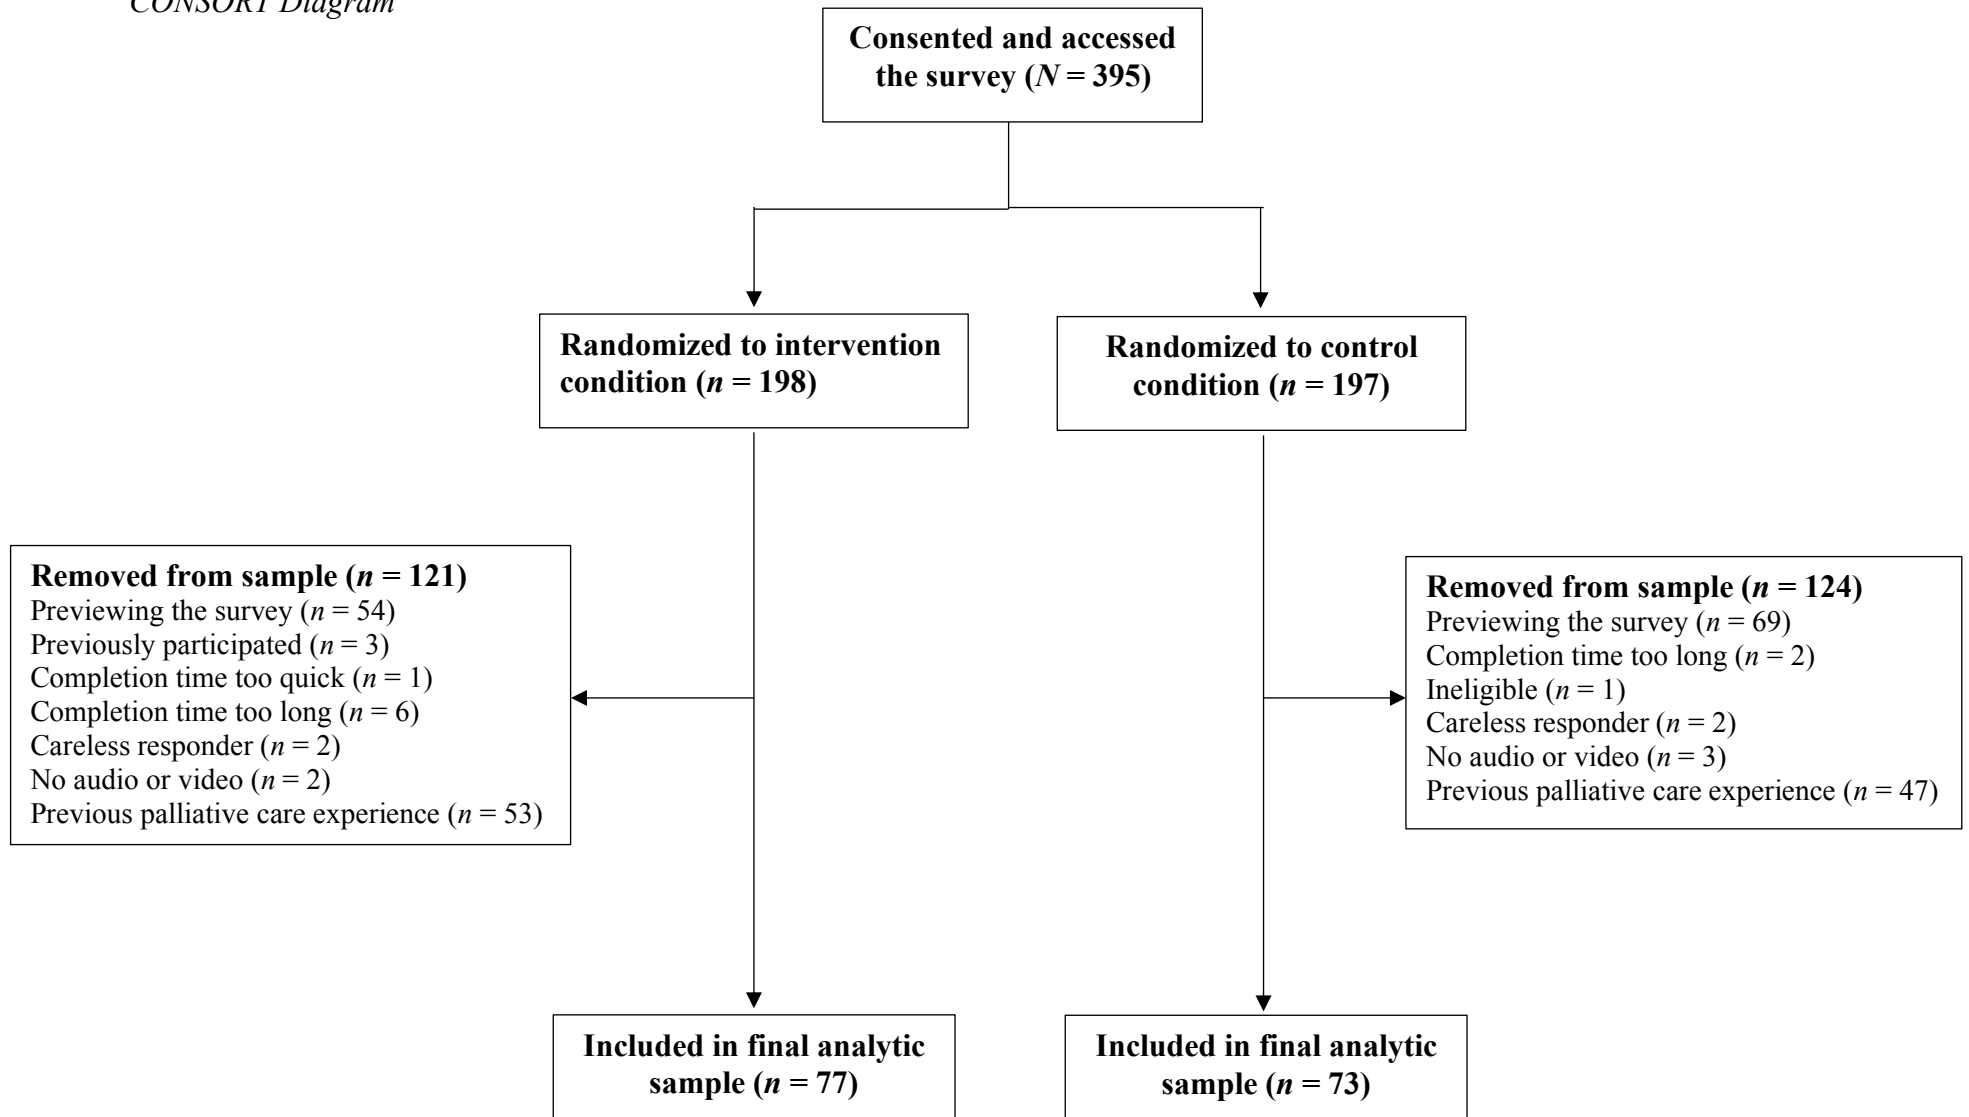 CONSORT Diagram
Consented and accessed
the survey (N = 395)
Randomized to intervention
condition (n = 198)
Randomized to control
condition (n = 197)
Removed from sample (n = 121)
Previewing the survey (n = 54)
Previously participated (n = 3)
Completion time too quick (n = 1)
Completion time too long (n = 6)
Careless responder (n = 2)
No audio or video (n = 2)
Previous palliative care experience (n = 53)
Removed from sample (n = 124)
Previewing the survey (n = 69)
Completion time too long (n = 2)
Ineligible (n = 1)
Careless responder (n = 2)
No audio or video (n = 3)
Previous palliative care experience (n = 47)
Included in final analytic
sample (n = 77)
Included in final analytic
sample (n = 73)